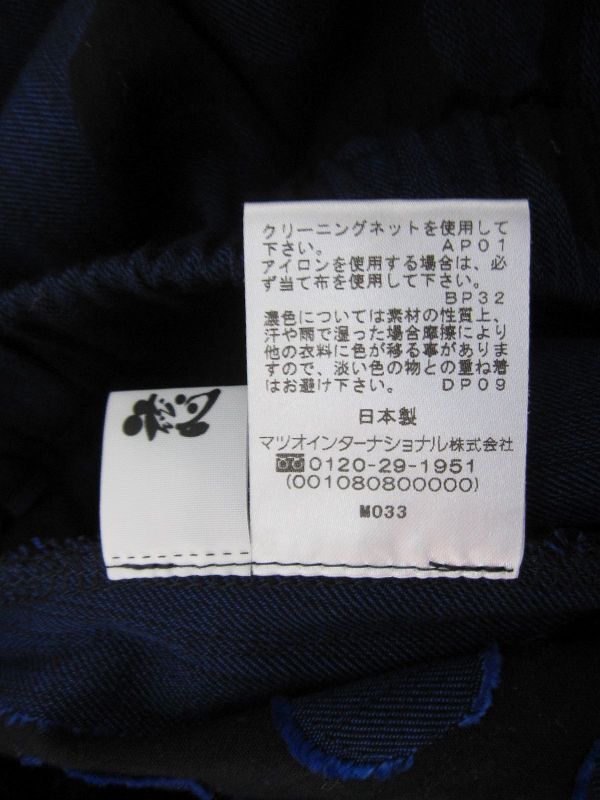 クリーニングネットを使用して
下さい。 AP01
アイロンを使用する場合は、必
ず当て布を使用して下さい。
BP32
濃色については素材の性質上、
汗や雨で湿った場合摩擦により
他の衣料に色が移る事がありま
すので、淡い色の物との重ね着
はお避け下さい。 DP09
日本製
マツオインターナショナル株式会社
0120-29-1951
(001080800000)
M033